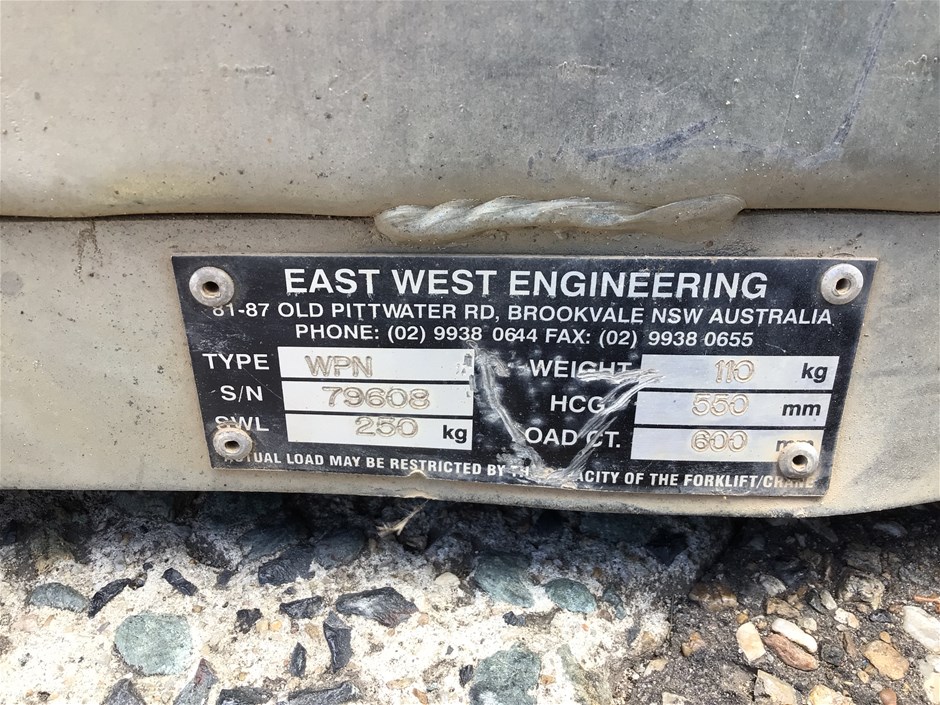 EAST WEST ENGINEERING
81-87 OLD PITTWATER RD, BROOKVALE NSW AUSTRALIA
PHONE: (02) 9938 0644 FAX: (02) 9938 0655
TYPE WPN WEIGHT 110 kg
S/N 79608 HCG 550 mm
SWL 250 kg LOAD CT. 600 mm
ACTUAL LOAD MAY BE RESTRICTED BY THE CAPACITY OF THE FORKLIFT/CRANE